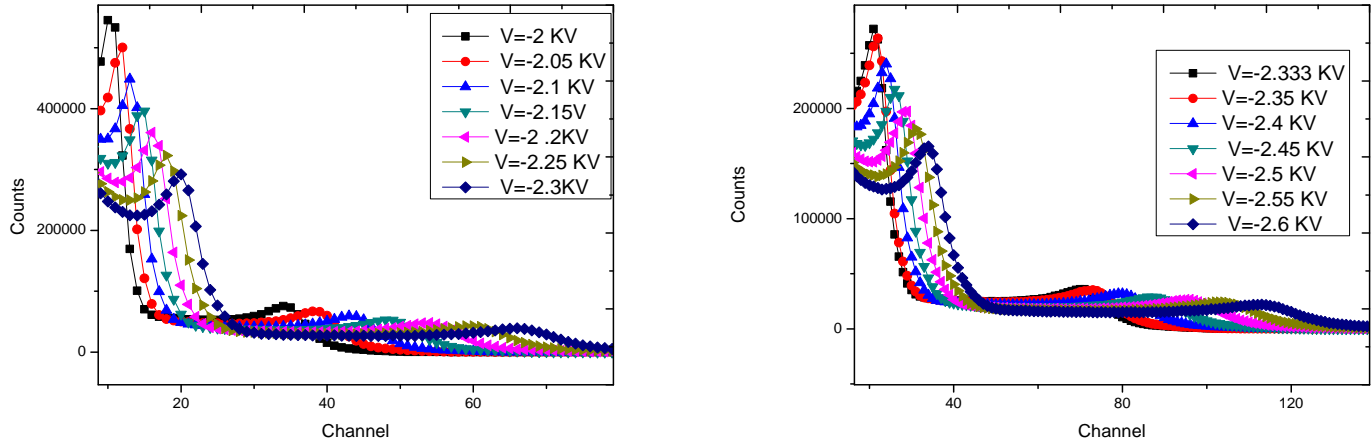 V=-2 KV
V=-2.05 KV
V=-2.1 KV
V=-2.15V
V=-2 .2KV
V=-2.25 KV
V=-2.3KV
400000
200000
0
Counts
20
40
60
Channel
V=-2.333 KV
V=-2.35 KV
V=-2.4 KV
V=-2.45 KV
V=-2.5 KV
V=-2.55 KV
V=-2.6 KV
200000
100000
0
Counts
40
80
120
Channel